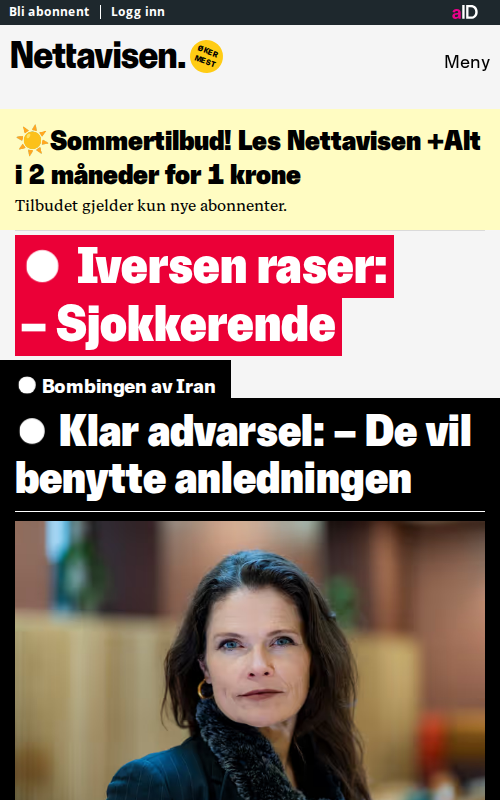 Bli abonnent | Logg inn
aID
Nettavisen.
ØKER
MEST
Meny
☀️Sommertilbud! Les Nettavisen +Alt
i 2 måneder for 1 krone
Tilbudet gjelder kun nye abonnenter.
Iversen raser:
– Sjokkerende
Bombingen av Iran
Klar advarsel: – De vil
benytte anledningen